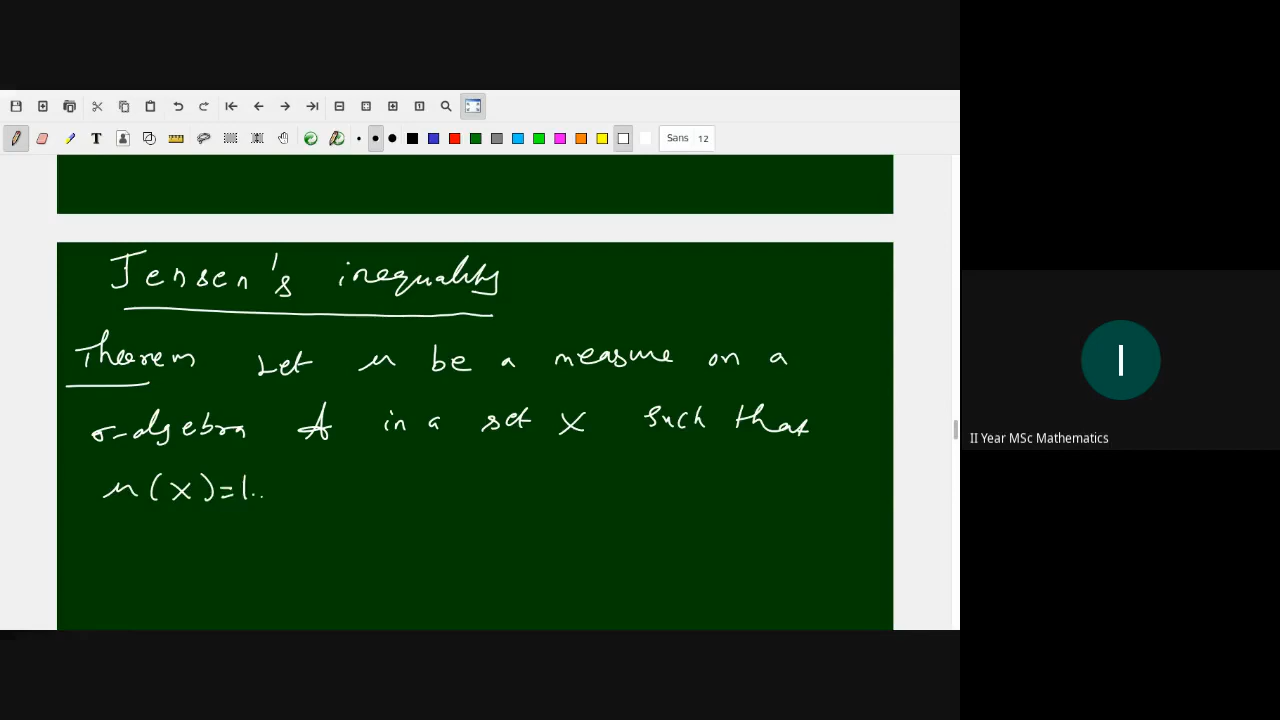 Sans 12
Jensen's inequality
Theorem Let μ be a measure on a
σ-algebra A in a set X such that
μ(X)=1.
I
II Year MSc Mathematics